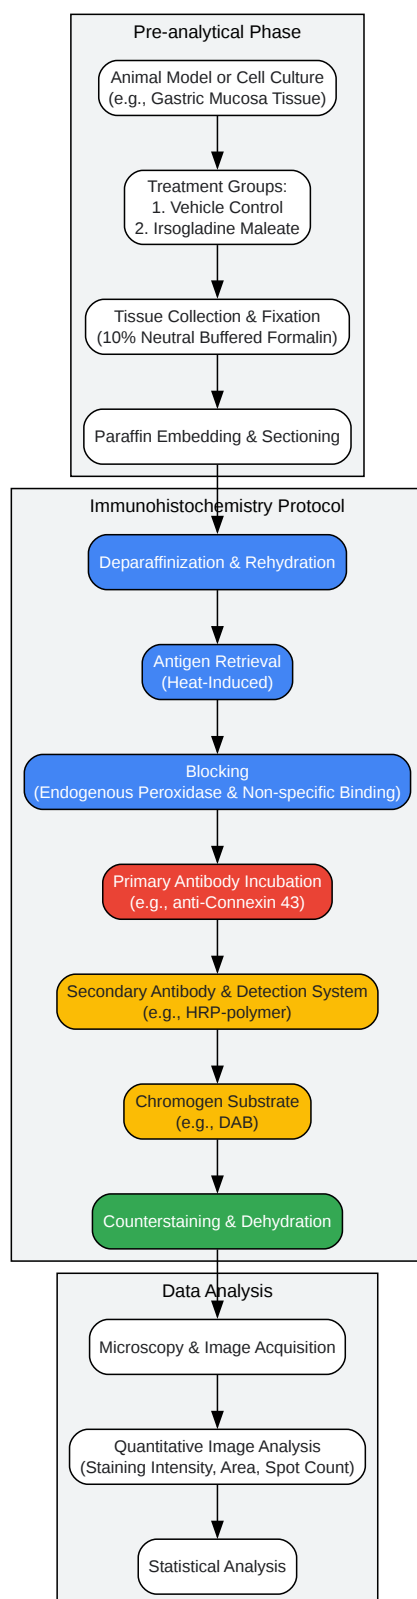 Pre-analytical Phase
Animal Model or Cell Culture
(e.g., Gastric Mucosa Tissue)
Treatment Groups:
1. Vehicle Control
2. Irsogladine Maleate
Tissue Collection & Fixation
(10% Neutral Buffered Formalin)
Paraffin Embedding & Sectioning
Immunohistochemistry Protocol
Deparaffinization & Rehydration
Antigen Retrieval
(Heat-Induced)
Blocking
(Endogenous Peroxidase & Non-specific Binding)
Primary Antibody Incubation
(e.g., anti-Connexin 43)
Secondary Antibody & Detection System
(e.g., HRP-polymer)
Chromogen Substrate
(e.g., DAB)
Counterstaining & Dehydration
Data Analysis
Microscopy & Image Acquisition
Quantitative Image Analysis
(Staining Intensity, Area, Spot Count)
Statistical Analysis